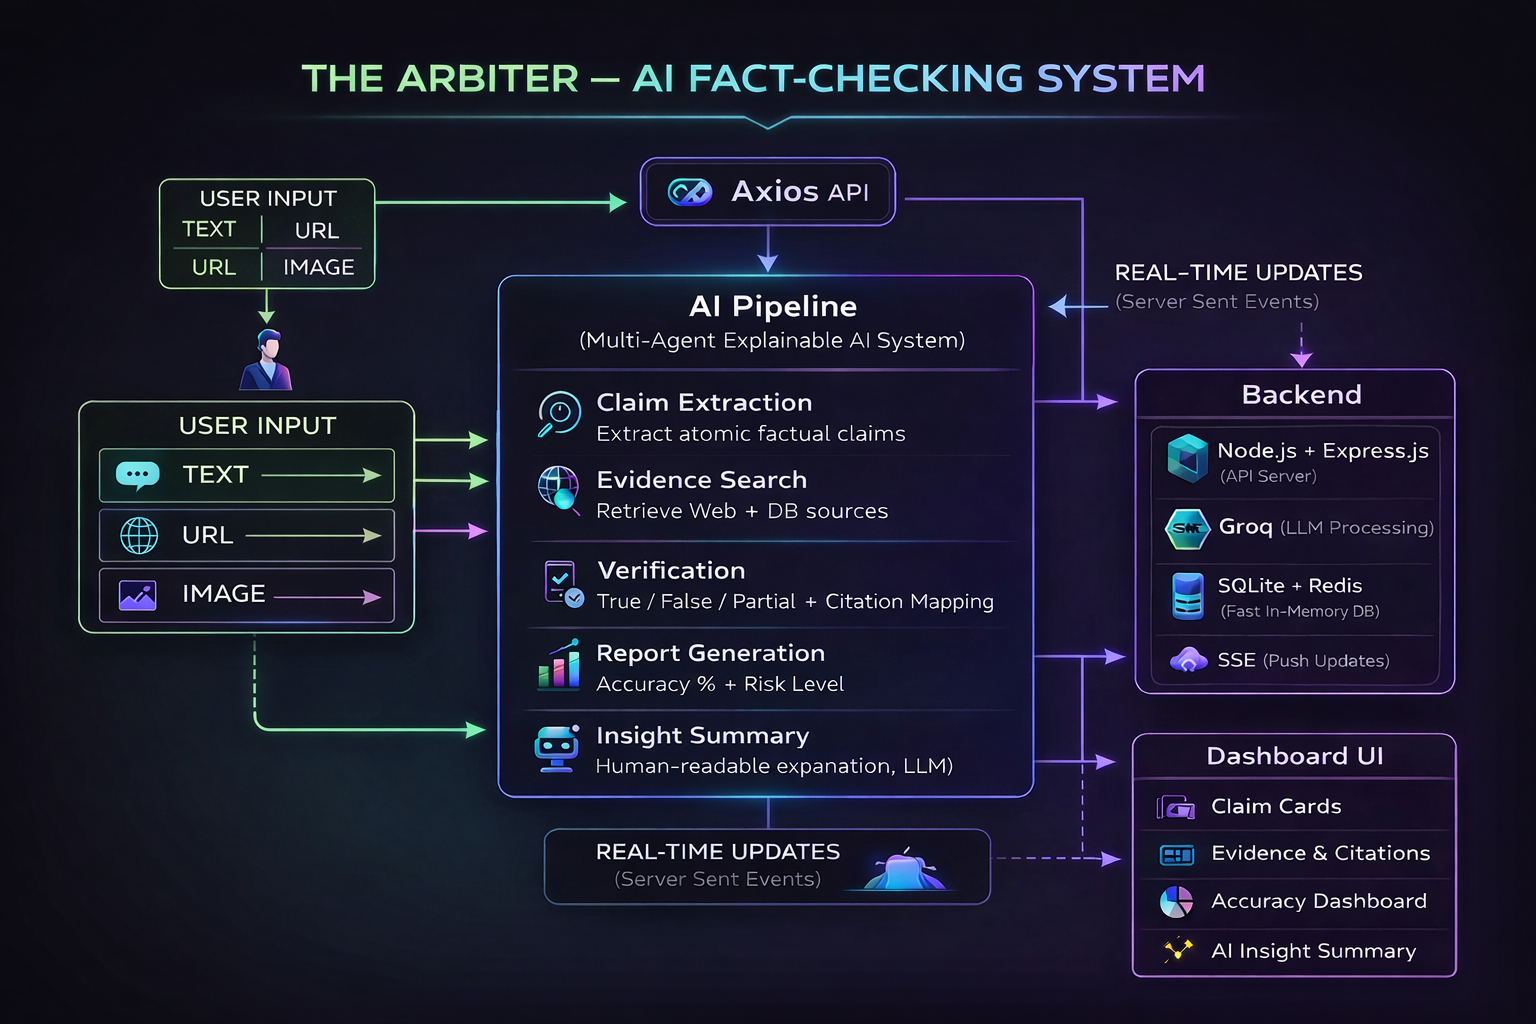 THE ARBITER — AI FACT-CHECKING SYSTEM
USER INPUT
TEXT | URL
URL | IMAGE
Axios API
REAL-TIME UPDATES
(Server Sent Events)
USER INPUT
TEXT
URL
IMAGE
AI Pipeline
(Multi-Agent Explainable AI System)
Claim Extraction
Extract atomic factual claims
Evidence Search
Retrieve Web + DB sources
Verification
True / False / Partial + Citation Mapping
Report Generation
Accuracy % + Risk Level
Insight Summary
Human-readable expanation, LLM)
REAL-TIME UPDATES
(Server Sent Events)
Backend
Node.js + Express.js
(API Server)
Groq (LLM Processing)
SQLite + Redis
(Fast In-Memory DB)
SSE (Push Updates)
Dashboard UI
Claim Cards
Evidence & Citations
Accuracy Dashboard
AI Insight Summary